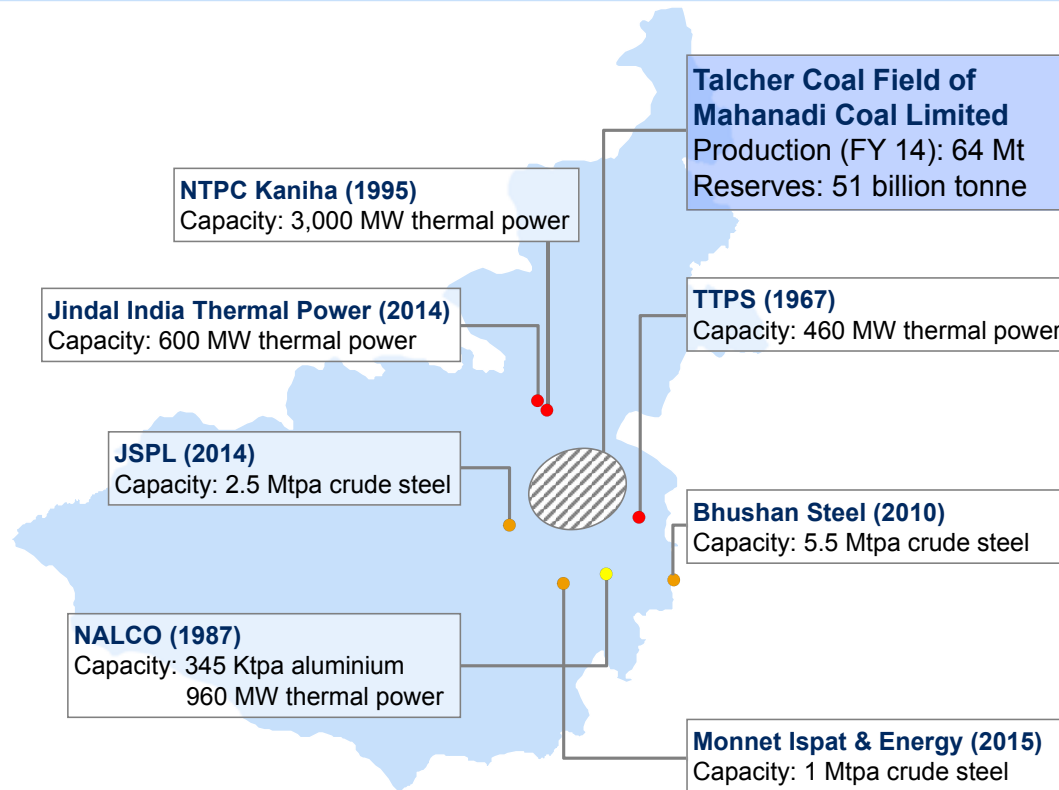 Talcher Coal Field of
Mahanadi Coal Limited
Production (FY 14): 64 Mt
Reserves: 51 billion tonne
NTPC Kaniha (1995)
Capacity: 3,000 MW thermal power
Jindal India Thermal Power (2014)
Capacity: 600 MW thermal power
TTPS (1967)
Capacity: 460 MW thermal power
JSPL (2014)
Capacity: 2.5 Mtpa crude steel
Bhushan Steel (2010)
Capacity: 5.5 Mtpa crude steel
NALCO (1987)
Capacity: 345 Ktpa aluminium
960 MW thermal power
Monnet Ispat & Energy (2015)
Capacity: 1 Mtpa crude steel